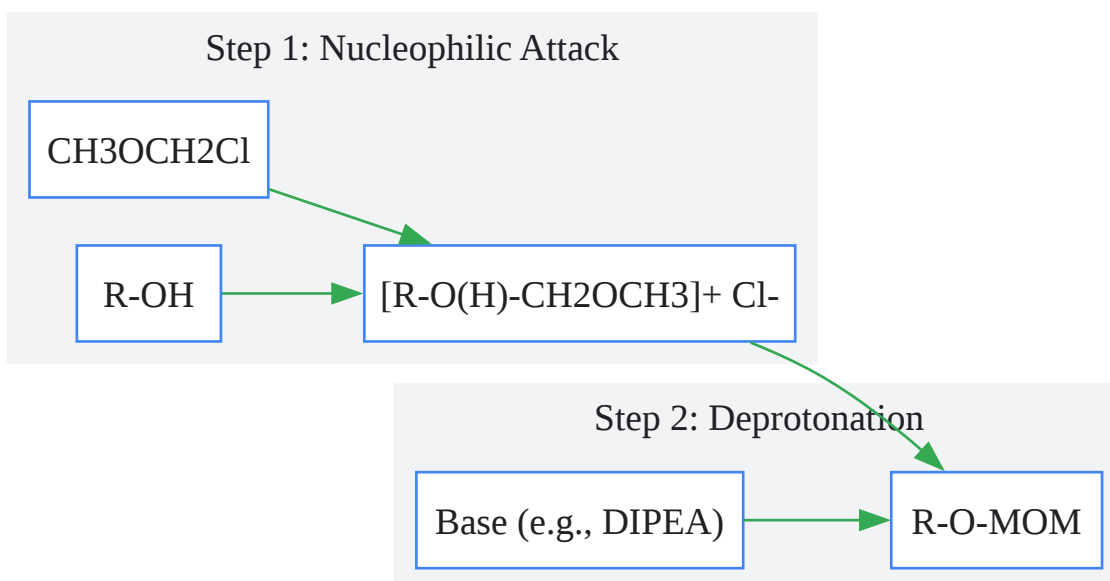 Step 1: Nucleophilic Attack
CH3OCH2Cl
R-OH
[R-O(H)-CH2OCH3]+ Cl-
Step 2: Deprotonation
Base (e.g., DIPEA)
R-O-MOM